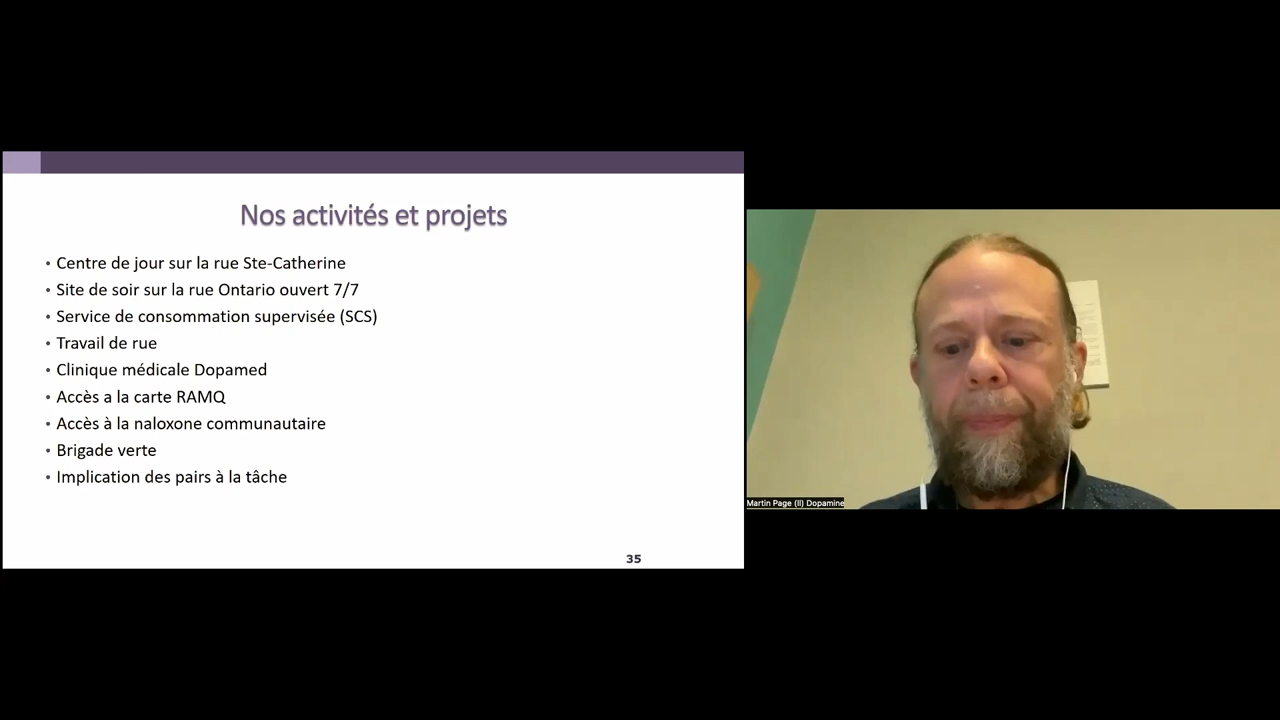 Nos activités et projets
• Centre de jour sur la rue Ste-Catherine
• Site de soir sur la rue Ontario ouvert 7/7
• Service de consommation supervisée (SCS)
• Travail de rue
• Clinique médicale Dopamed
• Accès a la carte RAMQ
• Accès à la naloxone communautaire
• Brigade verte
• Implication des pairs à la tâche
35
Martin Page (Il) Dopamine